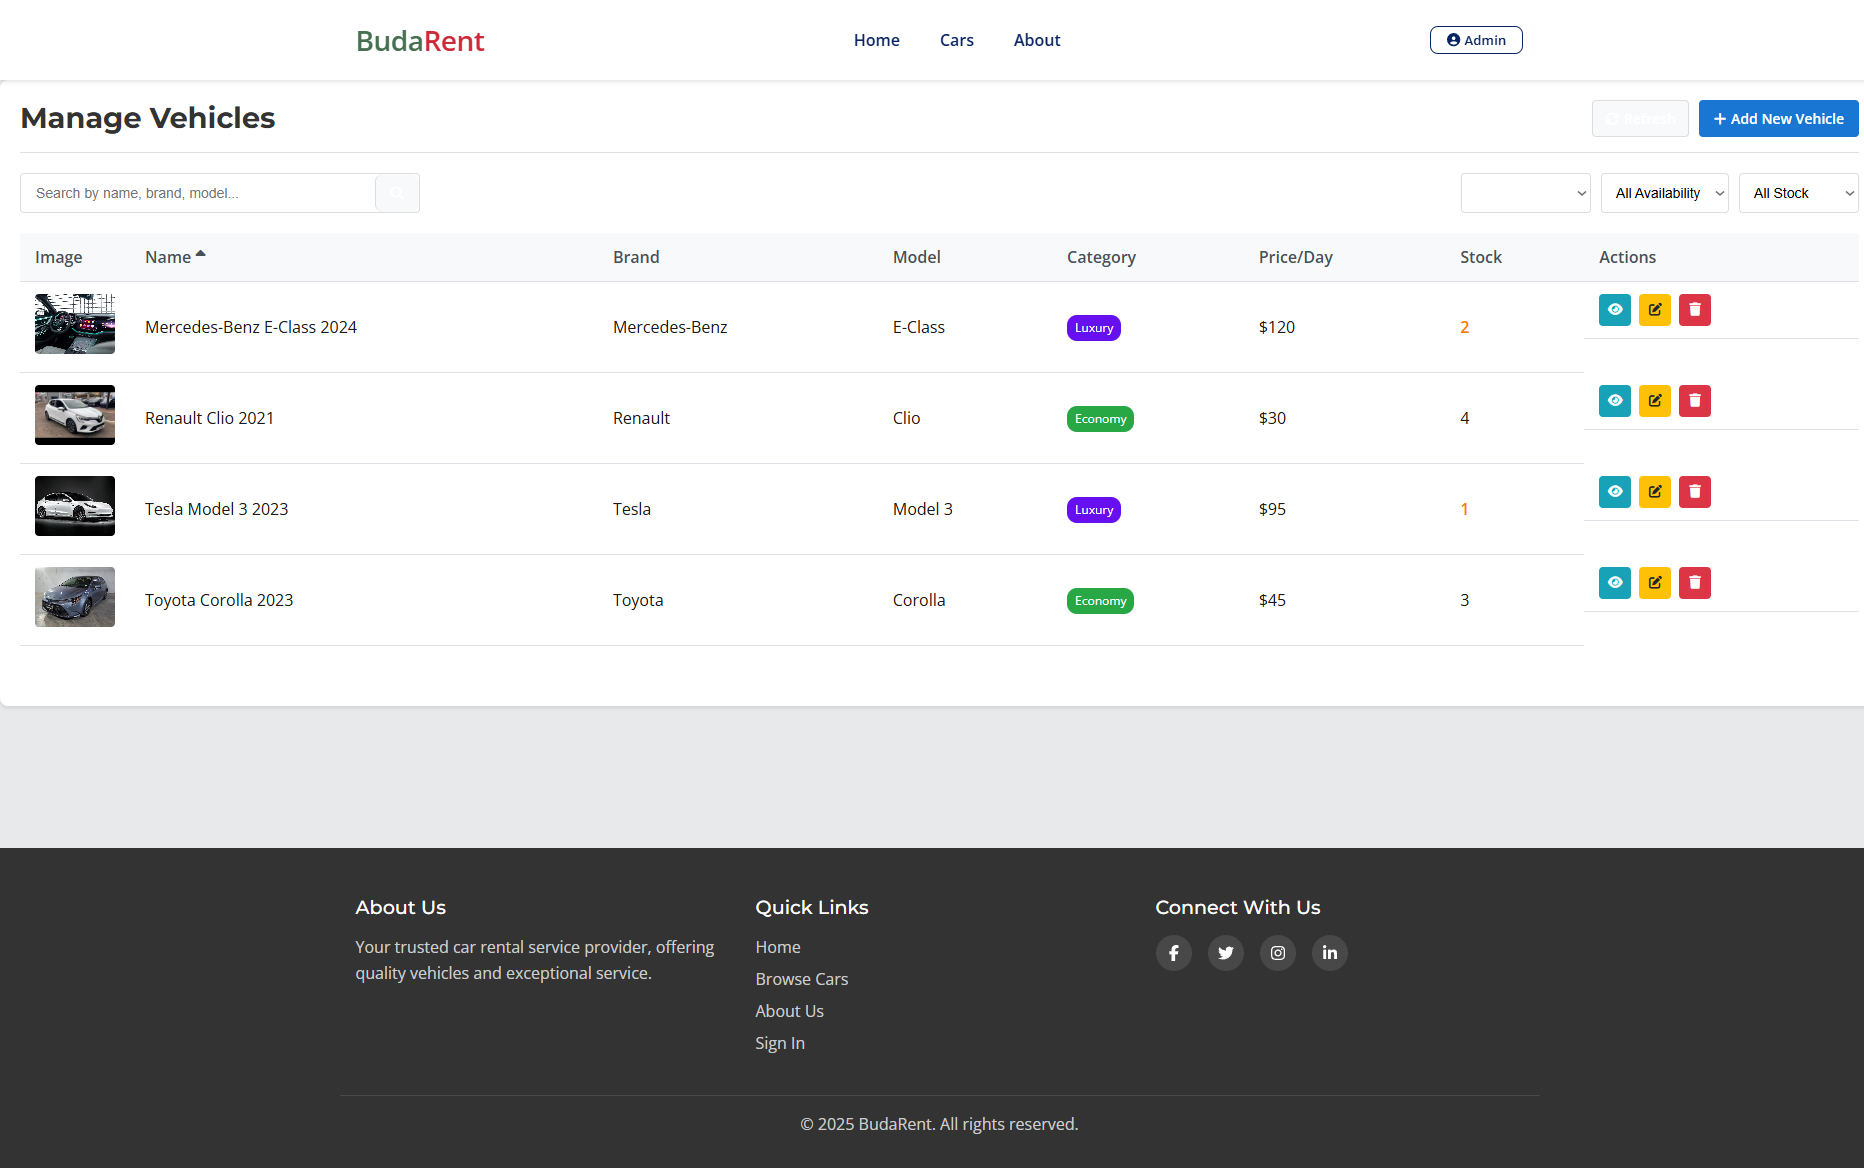 BudaRent
Home Cars About
Admin
Manage Vehicles
Refresh
Add New Vehicle
Search by name, brand, model...
All Availability
All Stock
Image Name Brand Model Category Price/Day Stock Actions
Mercedes-Benz E-Class 2024 Mercedes-Benz E-Class Luxury $120 2
Renault Clio 2021 Renault Clio Economy $30 4
Tesla Model 3 2023 Tesla Model 3 Luxury $95 1
Toyota Corolla 2023 Toyota Corolla Economy $45 3
About Us
Your trusted car rental service provider, offering
quality vehicles and exceptional service.
Quick Links
Home
Browse Cars
About Us
Sign In
Connect With Us
© 2025 BudaRent. All rights reserved.